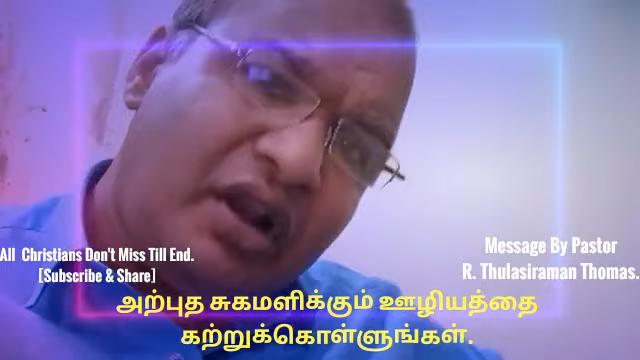 All Christians Don't Miss Till End.
[Subscribe & Share]
Message By Pastor
R. Thulasiraman Thomas.
அற்புத சுகமளிக்கும் ஊழியத்தை
கற்றுக்கொள்ளுங்கள்.